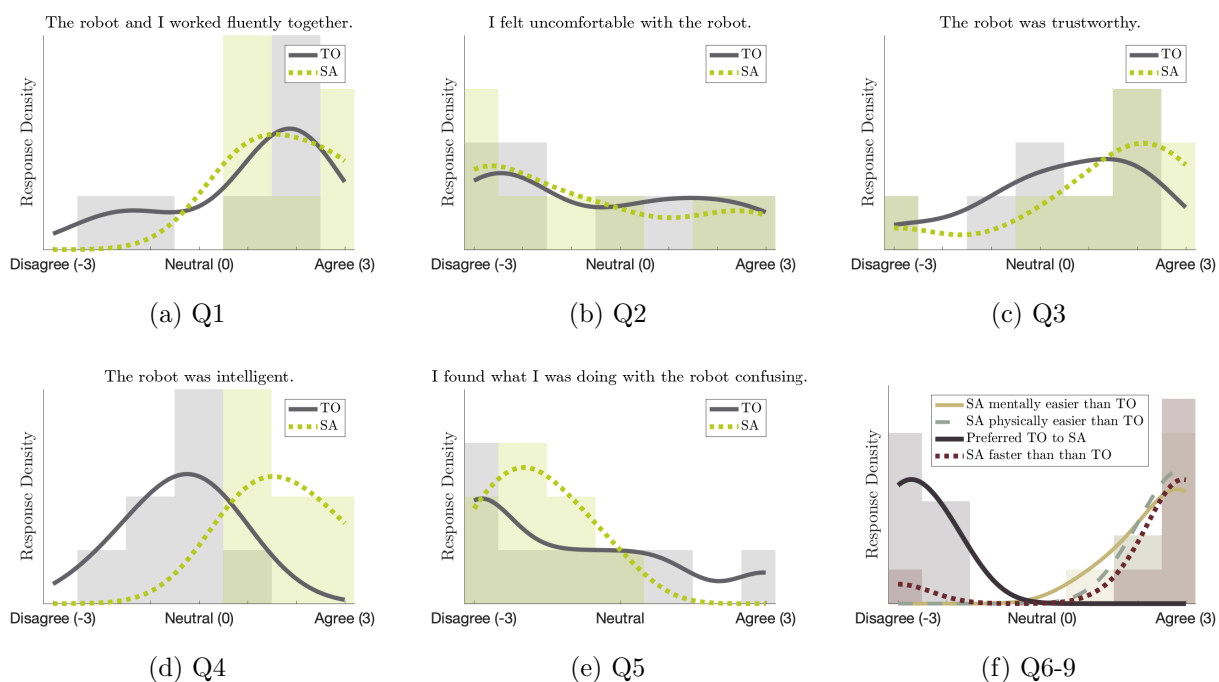 The robot and I worked fluently together.
Response Density
TO
SA
Disagree (-3) Neutral (0) Agree (3)
(a) Q1
I felt uncomfortable with the robot.
Response Density
TO
SA
Disagree (-3) Neutral (0) Agree (3)
(b) Q2
The robot was trustworthy.
Response Density
TO
SA
Disagree (-3) Neutral (0) Agree (3)
(c) Q3
The robot was intelligent.
Response Density
TO
SA
Disagree (-3) Neutral (0) Agree (3)
(d) Q4
I found what I was doing with the robot confusing.
Response Density
TO
SA
Disagree (-3) Neutral Agree (3)
(e) Q5
Response Density
SA mentally easier than TO
SA physically easier than TO
Preferred TO to SA
SA faster than than TO
Disagree (-3) Neutral (0) Agree (3)
(f) Q6-9